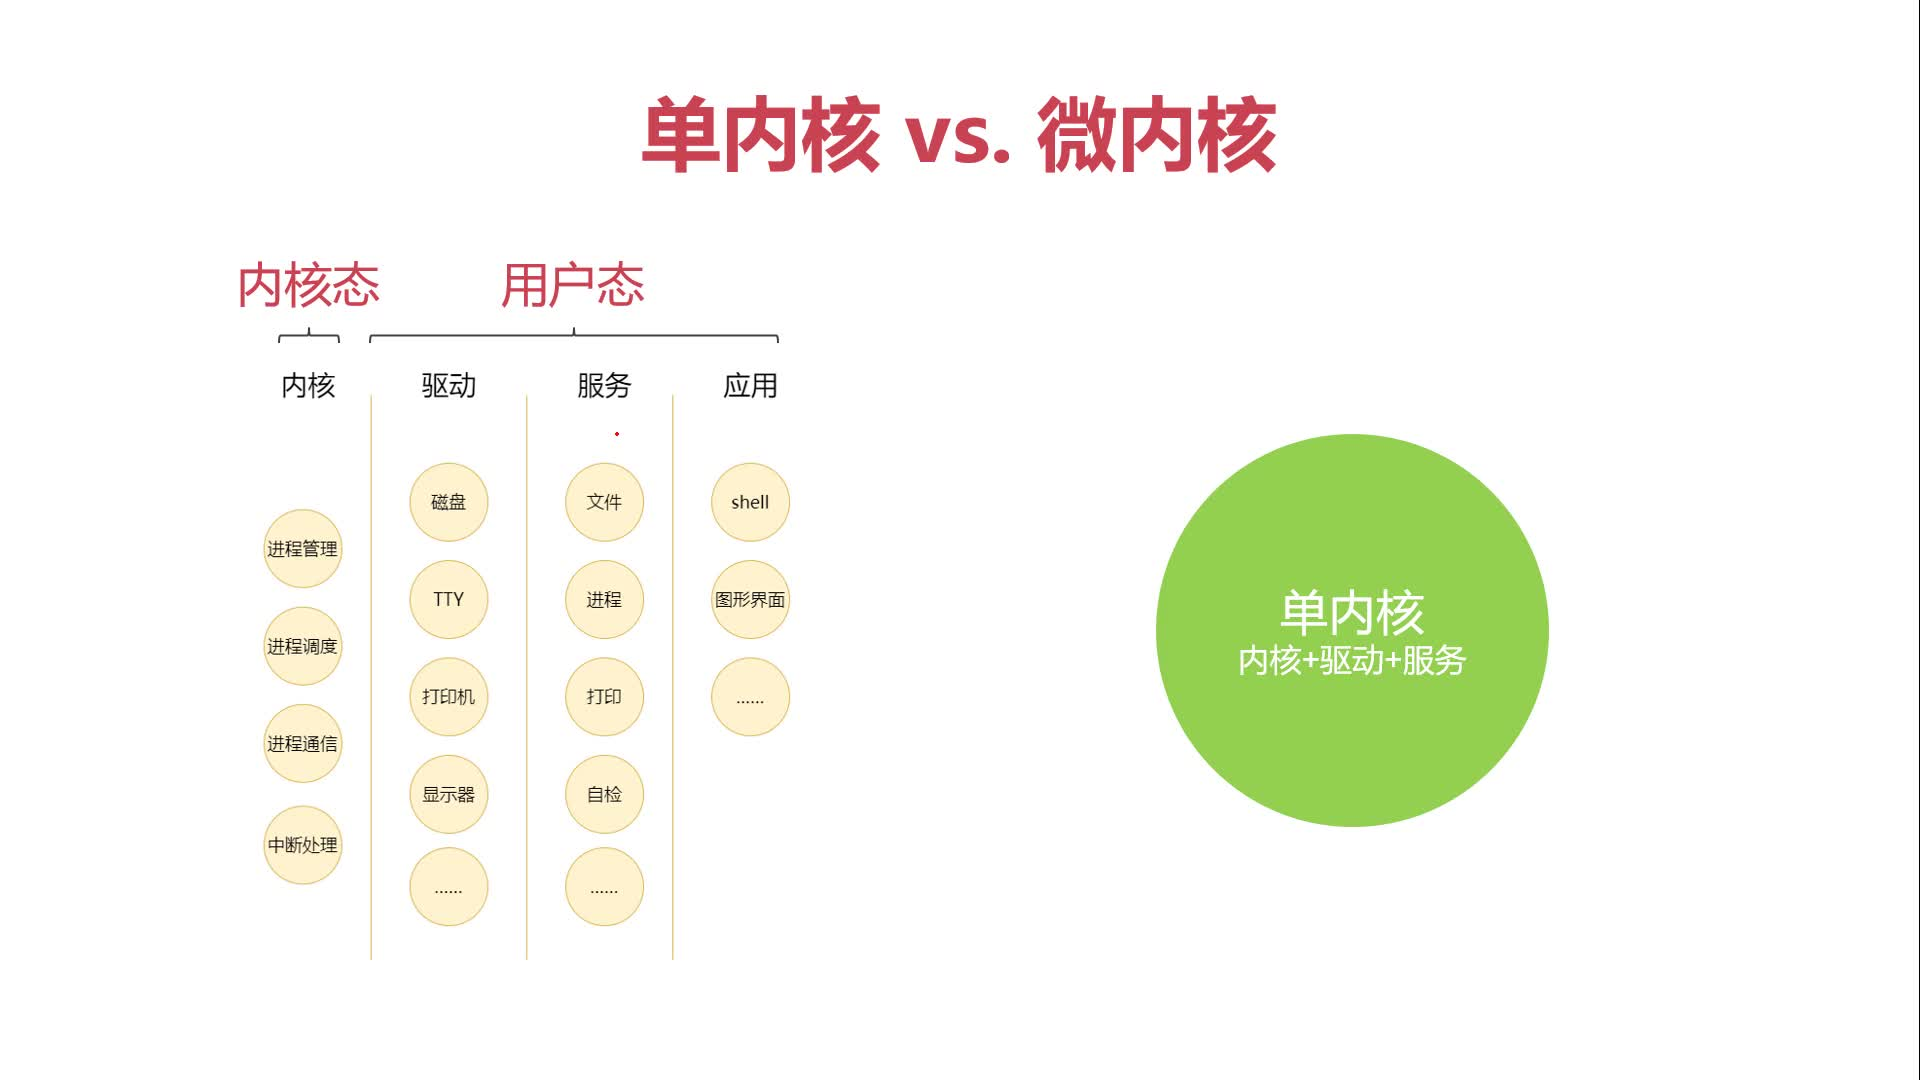 单内核 vs. 微内核
内核态
用户态
内核
驱动
服务
应用
进程管理
进程调度
进程通信
中断处理
磁盘
TTY
打印机
显示器
......
文件
进程
打印
自检
......
shell
图形界面
......
单内核
内核+驱动+服务